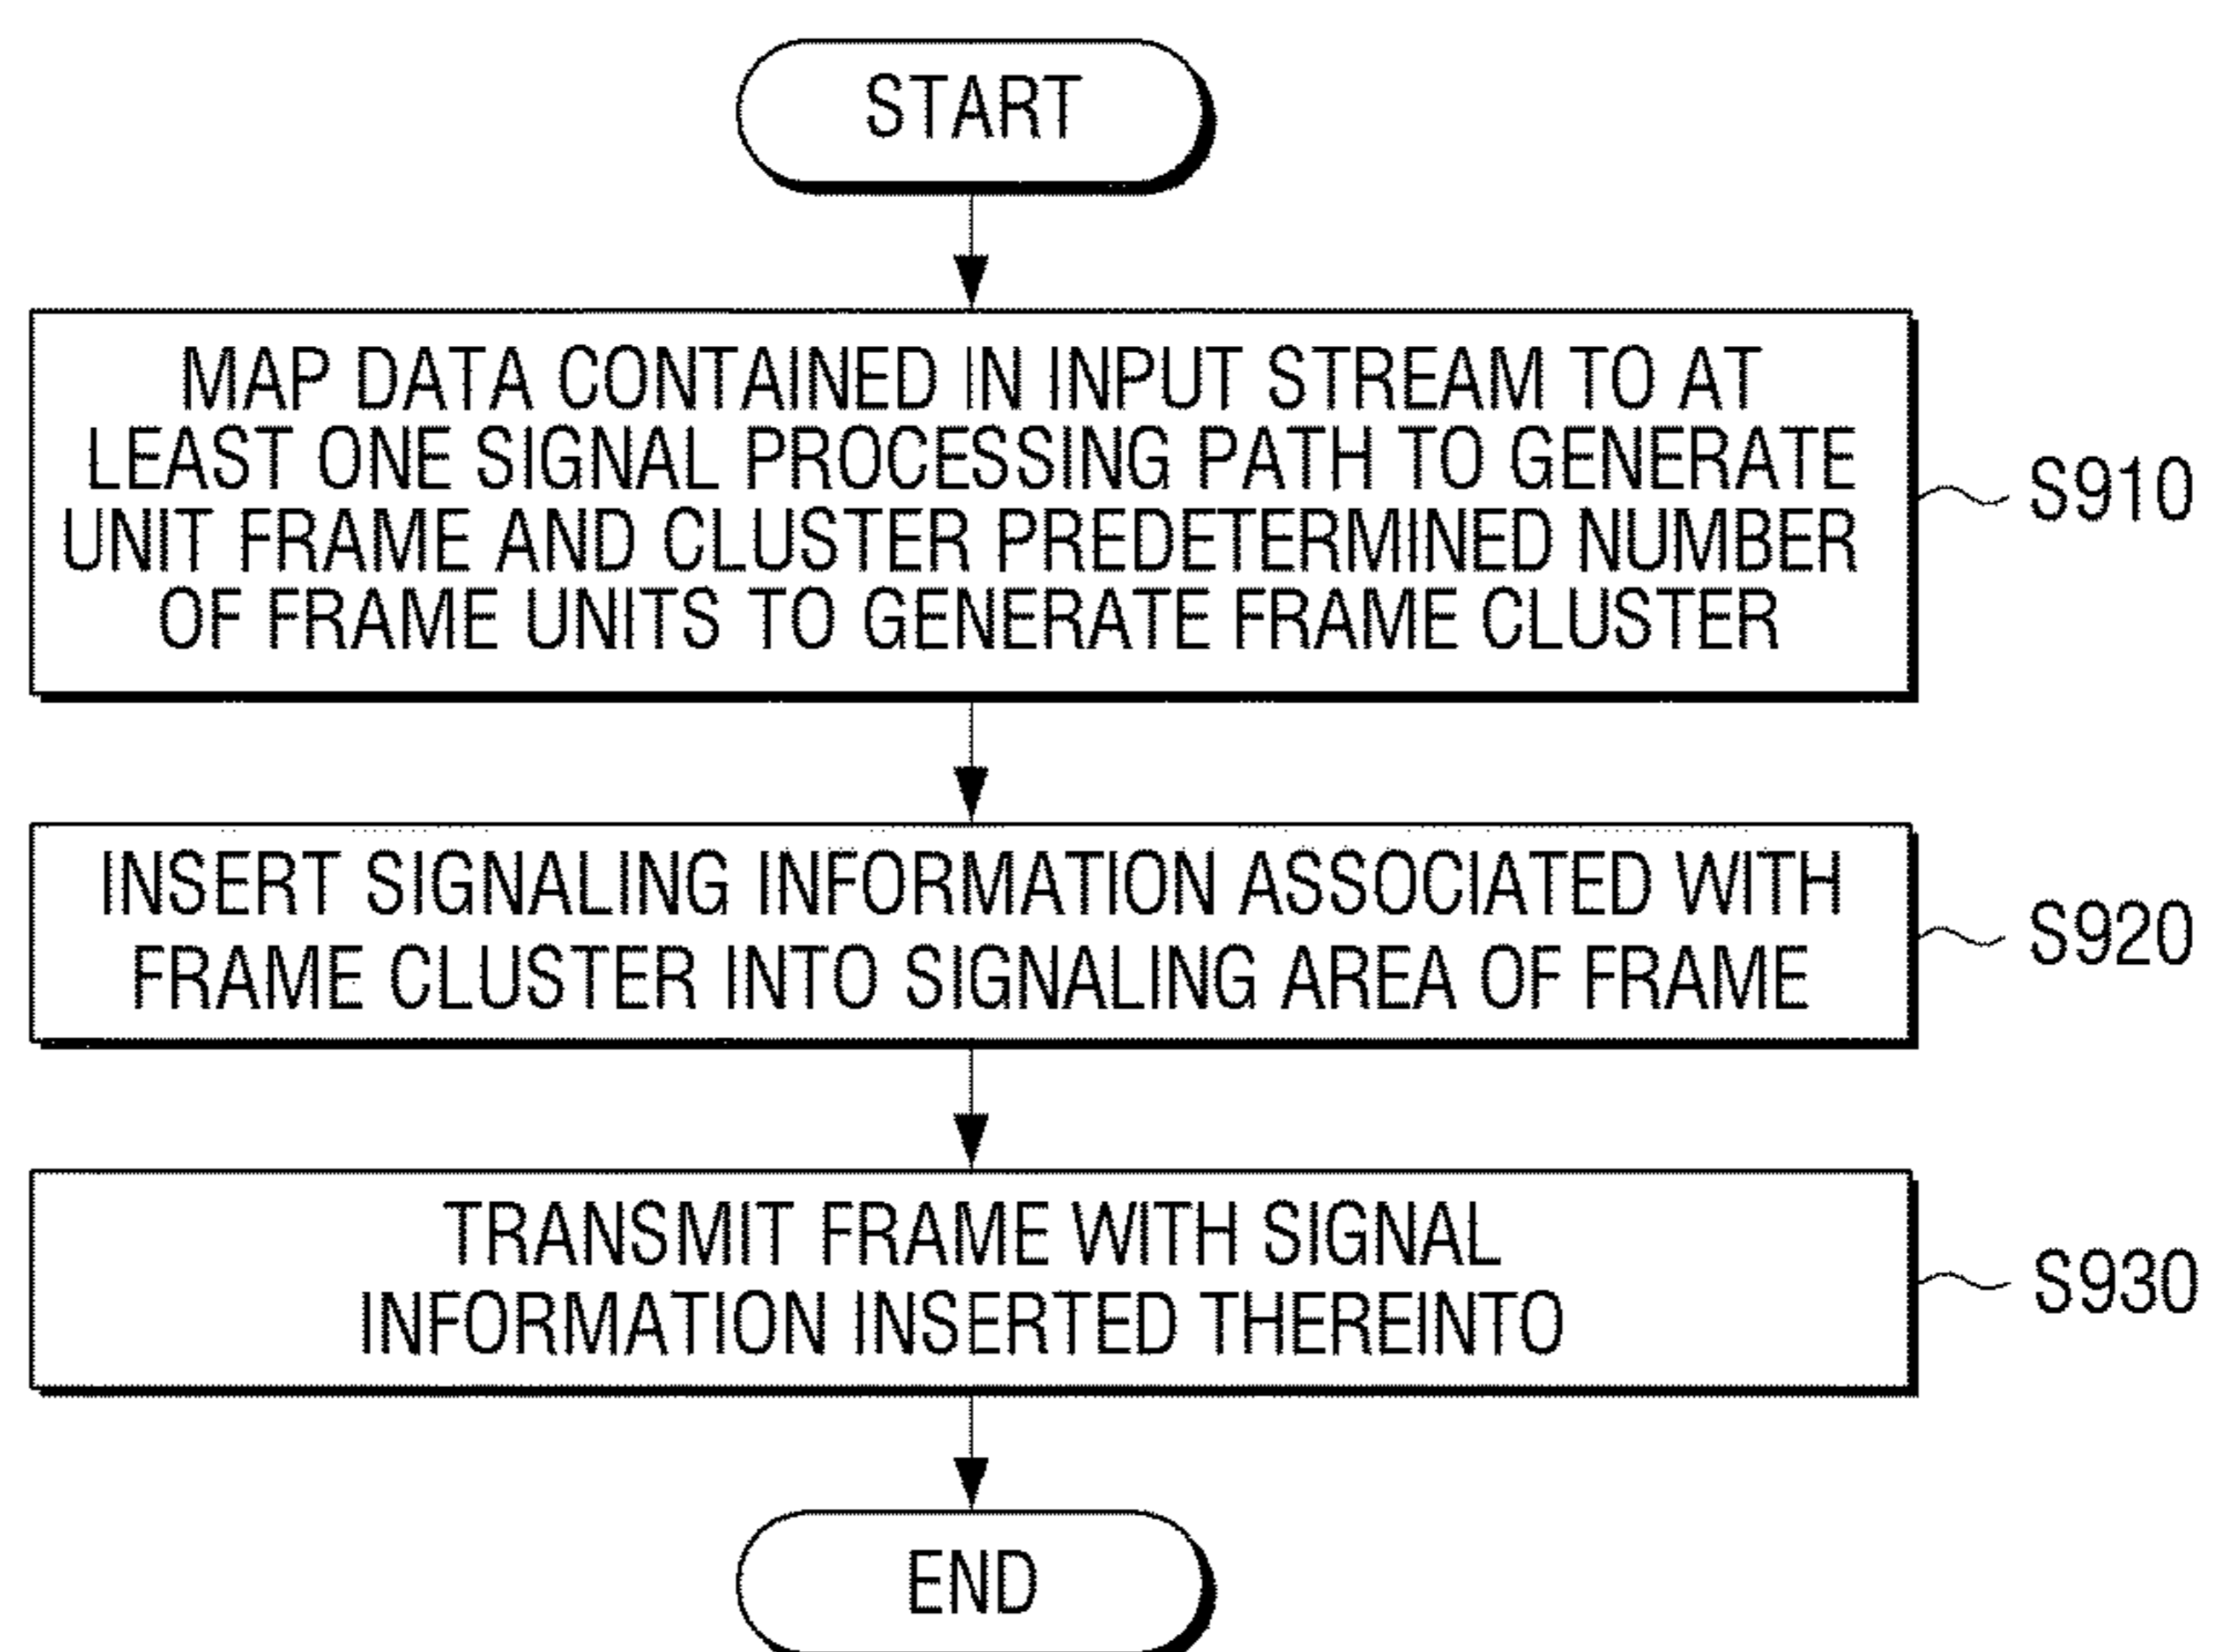 START
MAP DATA CONTAINED IN INPUT STREAM TO AT
LEAST ONE SIGNAL PROCESSING PATH TO GENERATE
UNIT FRAME AND CLUSTER PREDETERMINED NUMBER
OF FRAME UNITS TO GENERATE FRAME CLUSTER
S910
INSERT SIGNALING INFORMATION ASSOCIATED WITH
FRAME CLUSTER INTO SIGNALING AREA OF FRAME
S920
TRANSMIT FRAME WITH SIGNAL
INFORMATION INSERTED THEREINTO
S930
END